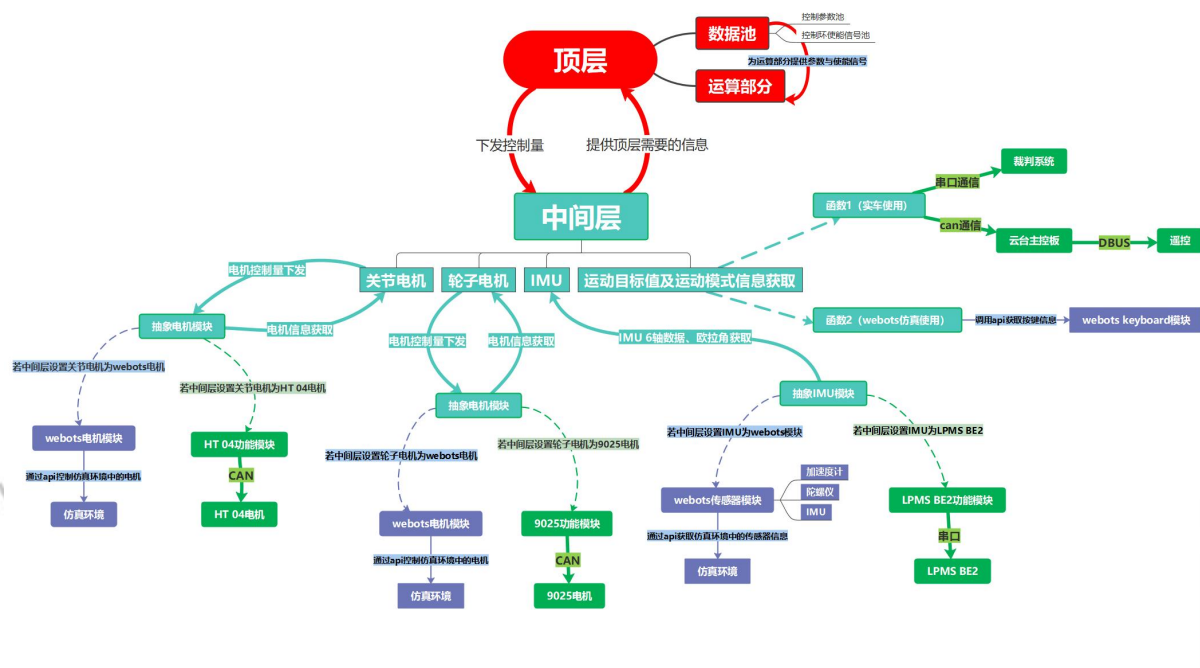 顶层
数据池
控制参数池
控制环使能信号池
为运算部分提供参数与使能信号
运算部分
下发控制量
提供顶层需要的信息
中间层
关节电机
轮子电机
IMU
运动目标值及运动模式信息获取
函数1（实车使用）
串口通信
裁判系统
can通信
云台主控板
DBUS
遥控
函数2（webots仿真使用）
调用api获取按键信息
webots keyboard模块
电机控制量下发
电机信息获取
抽象电机模块
若中间层设置关节电机为webots电机
若中间层设置关节电机为HT 04电机
webots电机模块
通过api控制仿真环境中的电机
仿真环境
HT 04功能模块
CAN
HT 04电机
电机控制量下发
电机信息获取
抽象电机模块
若中间层设置轮子电机为webots电机
若中间层设置轮子电机为9025电机
webots电机模块
通过api控制仿真环境中的电机
仿真环境
9025功能模块
CAN
9025电机
IMU 6轴数据、欧拉角获取
抽象IMU模块
若中间层设置IMU为webots模块
若中间层设置IMU为LPMS BE2
webots传感器模块
加速度计
陀螺仪
IMU
通过api获取仿真环境中的传感器信息
仿真环境
LPMS BE2功能模块
串口
LPMS BE2